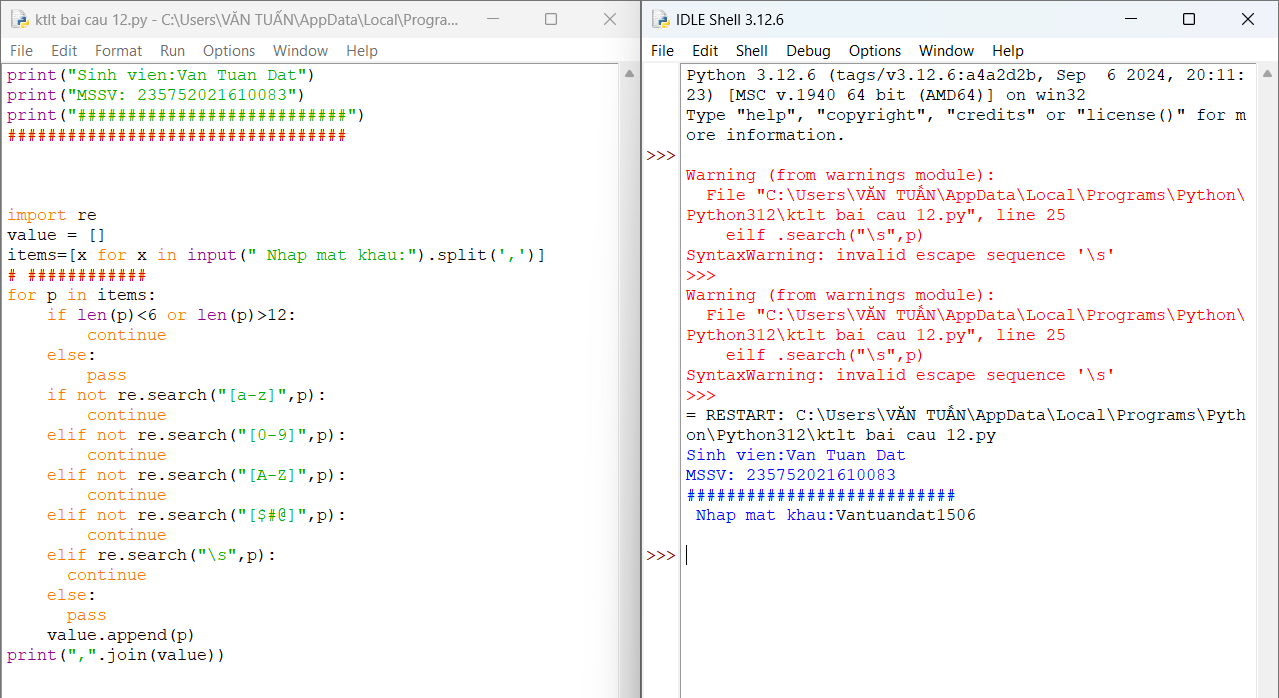 ktlt bai cau 12.py - C:\Users\VĂN TUẤN\AppData\Local\Progra...
File Edit Format Run Options Window Help
print("Sinh vien:Van Tuan Dat")
print("MSSV: 235752021610083")
print("###########################")
##################################
import re
value = []
items=[x for x in input(" Nhap mat khau:").split(',')]
# ############
for p in items:
    if len(p)<6 or len(p)>12:
        continue
    else:
        pass
    if not re.search("[a-z]",p):
        continue
    elif not re.search("[0-9]",p):
        continue
    elif not re.search("[A-Z]",p):
        continue
    elif not re.search("[$#@]",p):
        continue
    elif re.search("\s",p):
      continue
    else:
      pass
    value.append(p)
print(",".join(value))
IDLE Shell 3.12.6
File Edit Shell Debug Options Window Help
Python 3.12.6 (tags/v3.12.6:a4a2d2b, Sep  6 2024, 20:11:
23) [MSC v.1940 64 bit (AMD64)] on win32
Type "help", "copyright", "credits" or "license()" for m
ore information.
>>>
Warning (from warnings module):
  File "C:\Users\VĂN TUẤN\AppData\Local\Programs\Python\
Python312\ktlt bai cau 12.py", line 25
    eilf .search("\s",p)
SyntaxWarning: invalid escape sequence '\s'
>>>
Warning (from warnings module):
  File "C:\Users\VĂN TUẤN\AppData\Local\Programs\Python\
Python312\ktlt bai cau 12.py", line 25
    eilf .search("\s",p)
SyntaxWarning: invalid escape sequence '\s'
>>>
= RESTART: C:\Users\VĂN TUẤN\AppData\Local\Programs\Pyth
on\Python312\ktlt bai cau 12.py
Sinh vien:Van Tuan Dat
MSSV: 235752021610083
###########################
 Nhap mat khau:Vantuandat1506
>>>